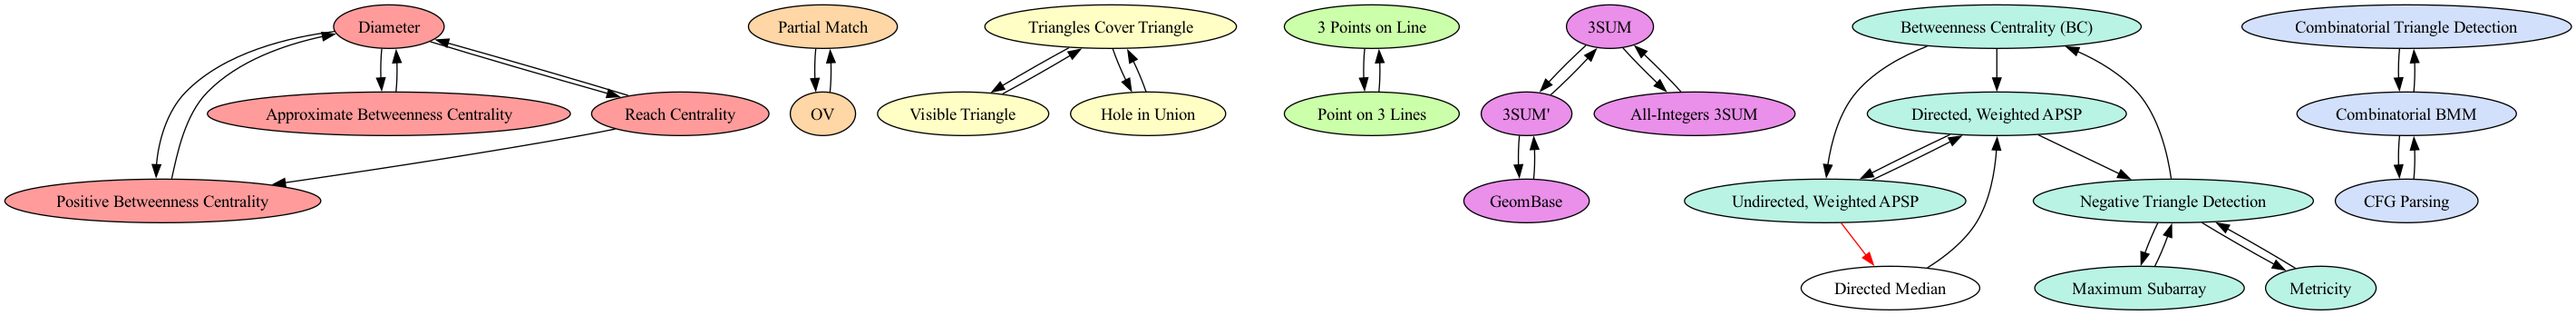 Diameter
Partial Match
Triangles Cover Triangle
3 Points on Line
3SUM
Betweenness Centrality (BC)
Combinatorial Triangle Detection
Approximate Betweenness Centrality
Reach Centrality
OV
Visible Triangle
Hole in Union
Point on 3 Lines
3SUM'
All-Integers 3SUM
Directed, Weighted APSP
Combinatorial BMM
Positive Betweenness Centrality
GeomBase
Undirected, Weighted APSP
Negative Triangle Detection
CFG Parsing
Directed Median
Maximum Subarray
Metricity